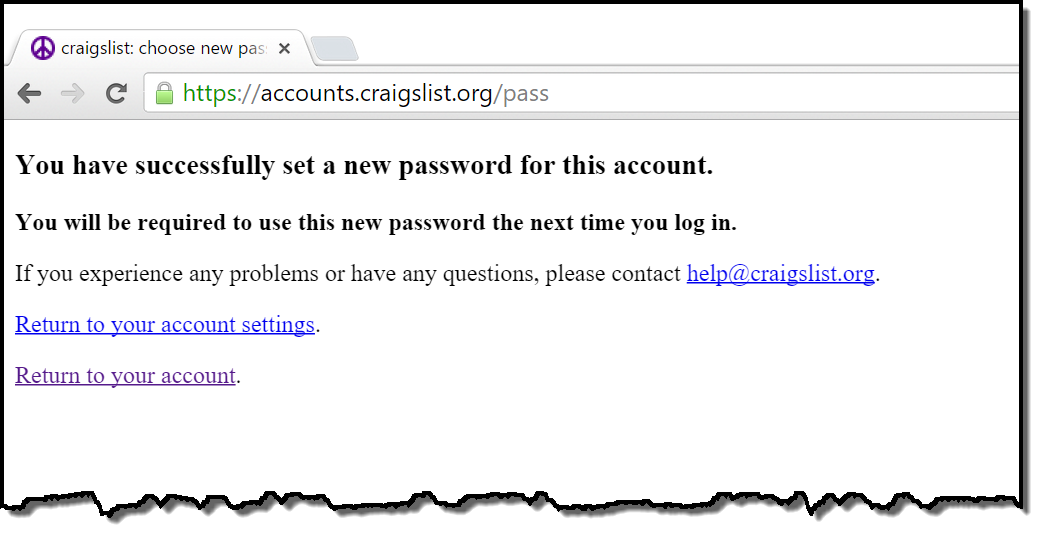 craigslist: choose new pas
https://accounts.craigslist.org/pass
You have successfully set a new password for this account.
You will be required to use this new password the next time you log in.
If you experience any problems or have any questions, please contact help@craigslist.org.
Return to your account settings.
Return to your account.